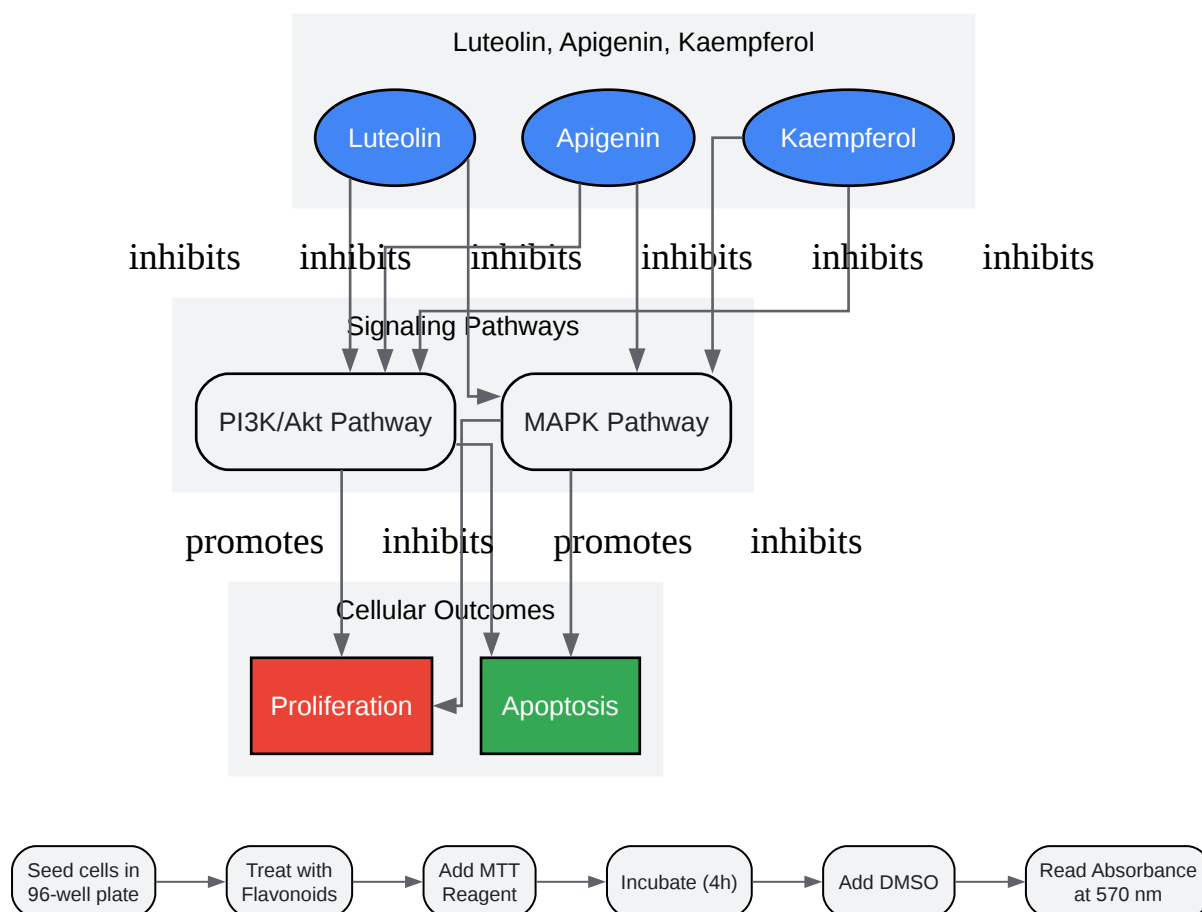 Luteolin, Apigenin, Kaempferol
Luteolin
Apigenin
Kaempferol
inhibits
inhibits
inhibits
inhibits
inhibits
inhibits
Signaling Pathways
PI3K/Akt Pathway
MAPK Pathway
promotes
inhibits
promotes
inhibits
Cellular Outcomes
Proliferation
Apoptosis
Seed cells in
96-well plate
Treat with
Flavonoids
Add MTT
Reagent
Incubate (4h)
Add DMSO
Read Absorbance
at 570 nm